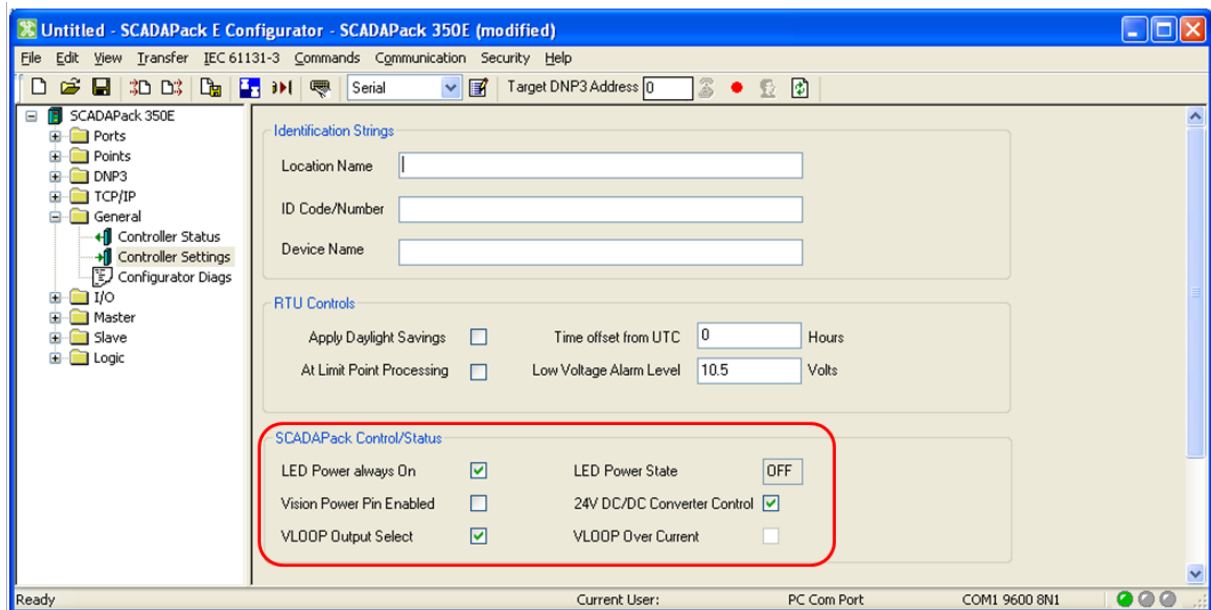 Untitled - SCADAPack E Configurator - SCADAPack 350E (modified)
File Edit View Transfer IEC 61131-3 Commands Communication Security Help
Serial Target DNP3 Address 0
SCADAPack 350E
Ports
Points
DNP3
TCP/IP
General
Controller Status
Controller Settings
Configurator Diags
I/O
Master
Slave
Logic
Identification Strings
Location Name
ID Code/Number
Device Name
RTU Controls
Apply Daylight Savings Time offset from UTC 0 Hours
At Limit Point Processing Low Voltage Alarm Level 10.5 Volts
SCADAPack Control/Status
LED Power always On LED Power State OFF
Vision Power Pin Enabled 24V DC/DC Converter Control
VLOOP Output Select VLOOP Over Current
Ready Current User: PC Com Port COM1 9600 8N1